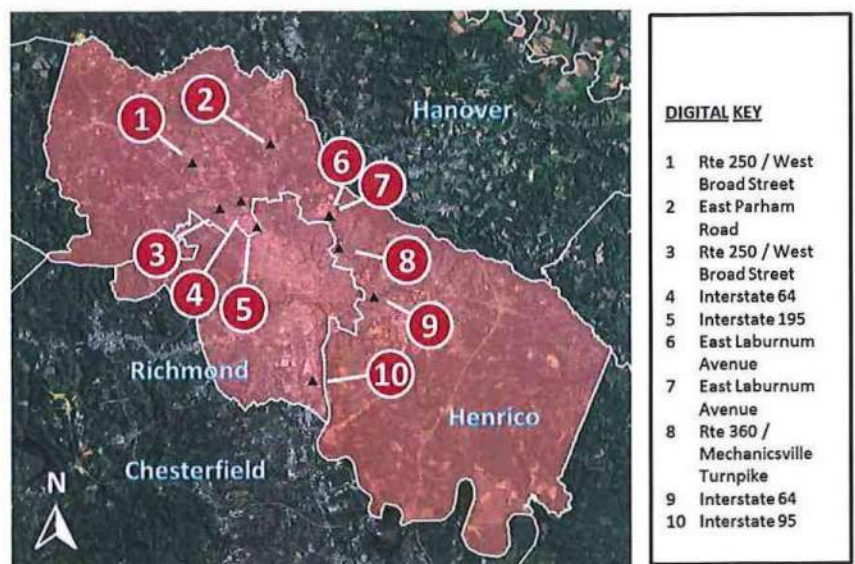 Hanover
1
2
6
7
3
4
5
8
9
10
Richmond
Henrico
Chesterfield
N
DIGITAL KEY
1 Rte 250 / West
Broad Street
2 East Parham
Road
3 Rte 250 / West
Broad Street
4 Interstate 64
5 Interstate 195
6 East Laburnum
Avenue
7 East Laburnum
Avenue
8 Rte 360 /
Mechanicsville
Turnpike
9 Interstate 64
10 Interstate 95